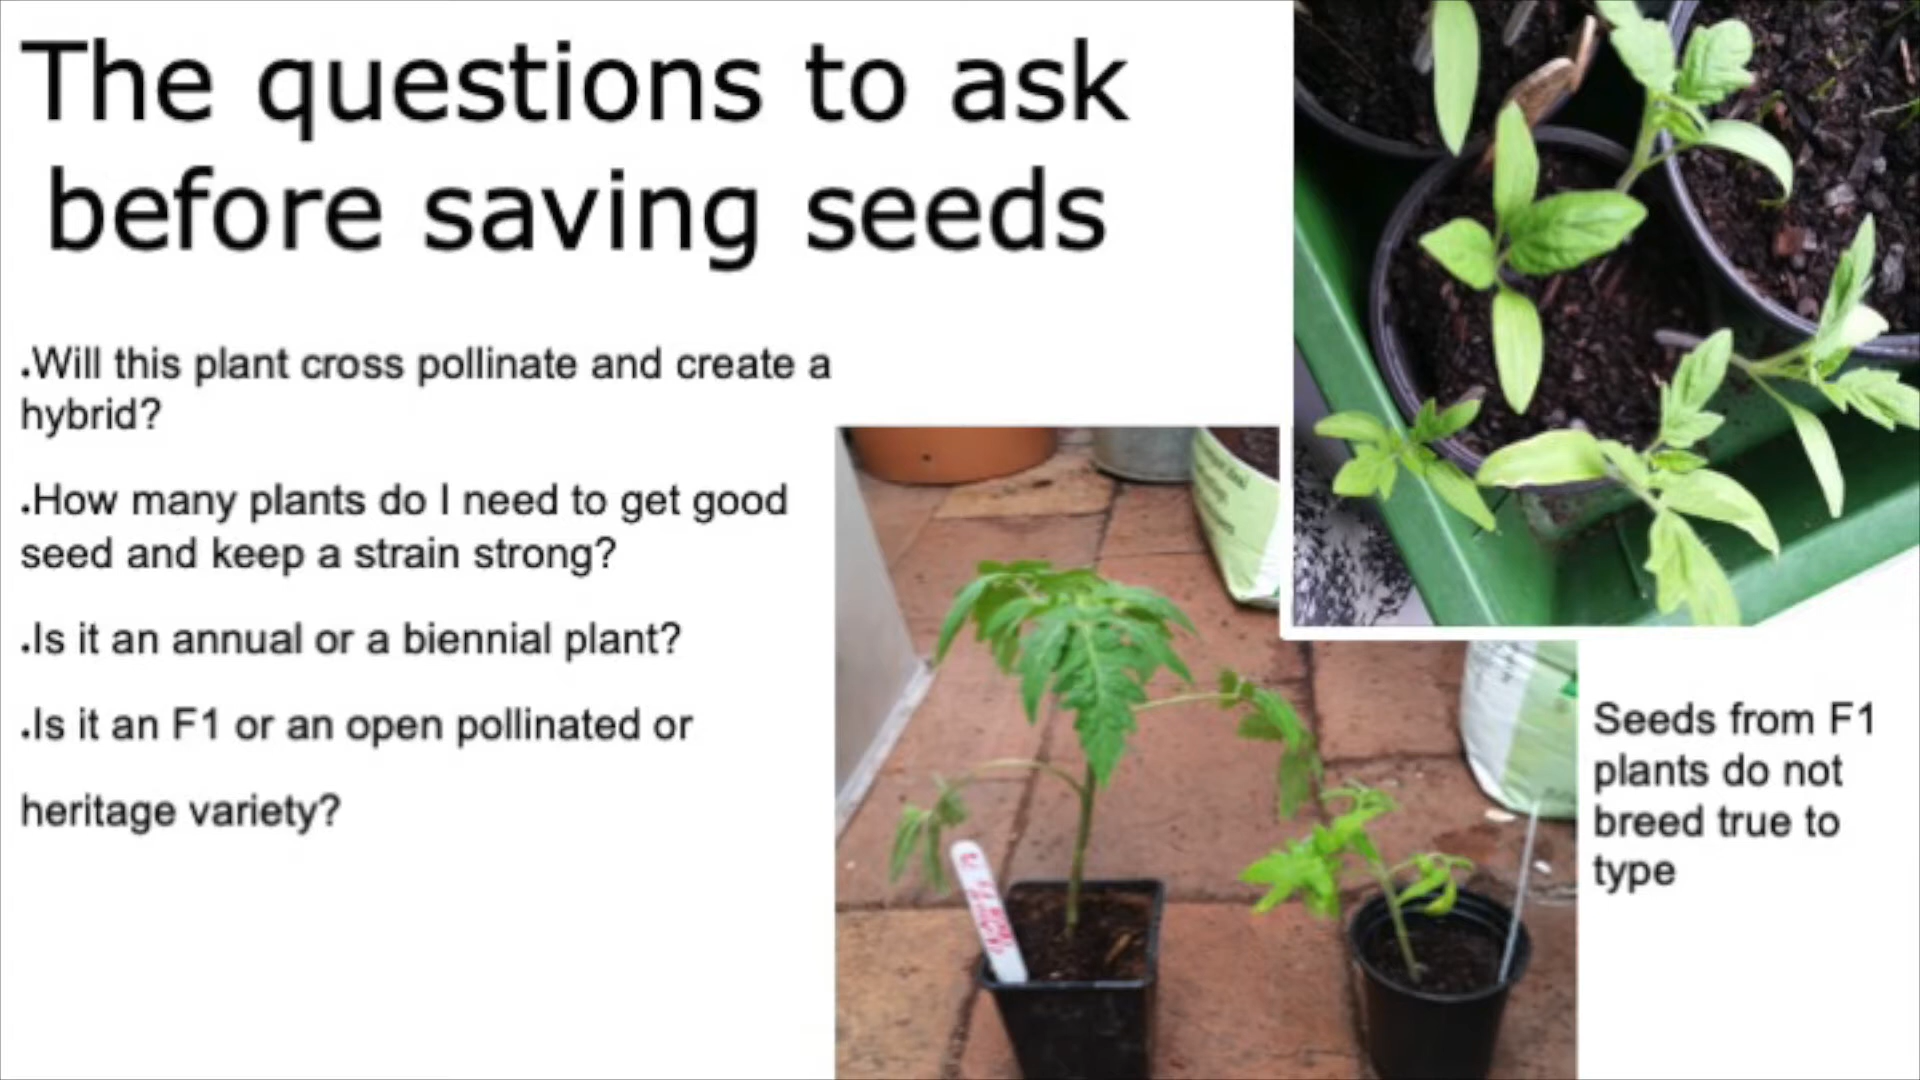 The questions to ask
before saving seeds
.Will this plant cross pollinate and create a
hybrid?
.How many plants do I need to get good
seed and keep a strain strong?
.Is it an annual or a biennial plant?
.Is it an F1 or an open pollinated or
heritage variety?
Seeds from F1
plants do not
breed true to
type